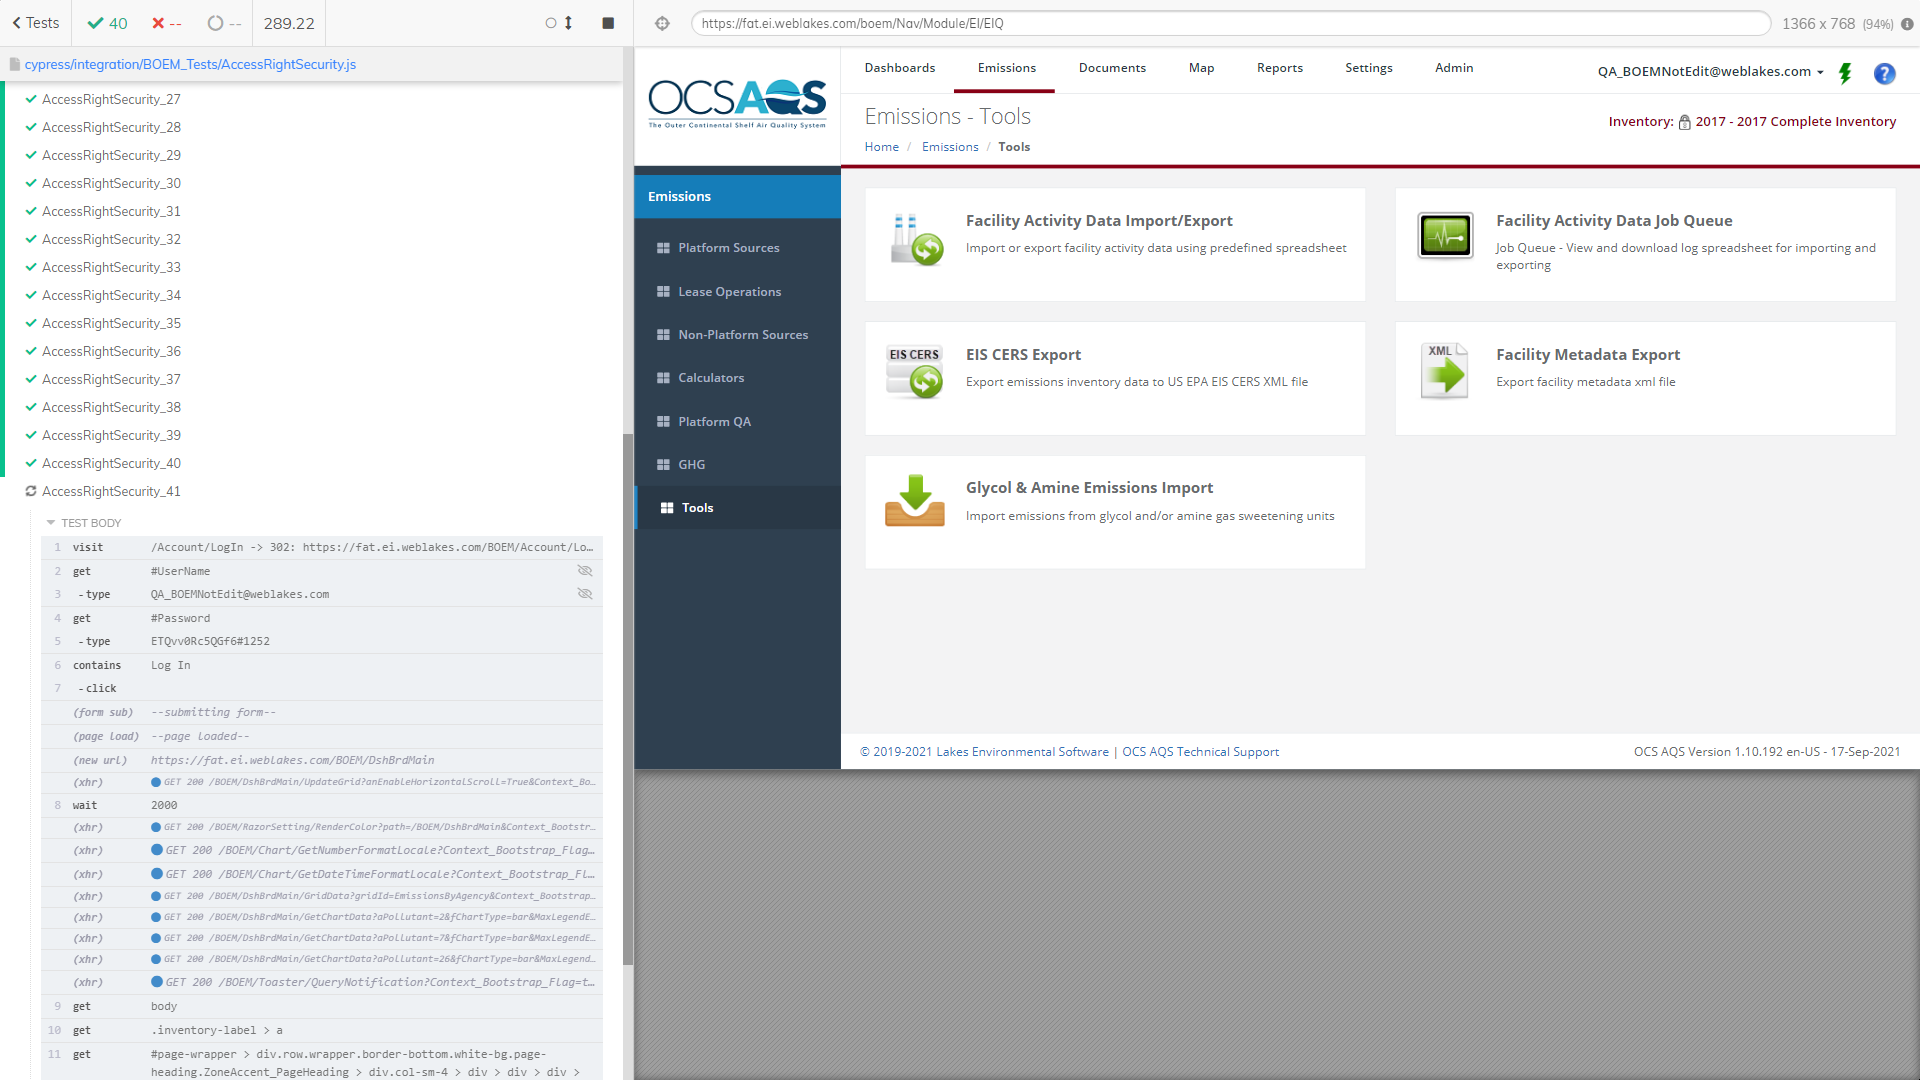 Tests
40
--
--
289.22
https://fat.ei.weblakes.com/boem/Nav/Module/EI/EIQ
1366 x 768 (94%)
cypress/integration/BOEM_Tests/AccessRightSecurity.js
AccessRightSecurity_27
AccessRightSecurity_28
AccessRightSecurity_29
AccessRightSecurity_30
AccessRightSecurity_31
AccessRightSecurity_32
AccessRightSecurity_33
AccessRightSecurity_34
AccessRightSecurity_35
AccessRightSecurity_36
AccessRightSecurity_37
AccessRightSecurity_38
AccessRightSecurity_39
AccessRightSecurity_40
AccessRightSecurity_41
TEST BODY
1 visit /Account/LogIn -> 302: https://fat.ei.weblakes.com/BOEM/Account/Lo...
2 get #UserName
3 -type QA_BOEMNotEdit@weblakes.com
4 get #Password
5 -type ETQvv0Rc5QGf6#1252
6 contains Log In
7 -click
(form sub) --submitting form--
(page load) --page loaded--
(new url) https://fat.ei.weblakes.com/BOEM/DshBrdMain
(xhr) GET 200 /BOEM/DshBrdMain/UpdateGrid?anEnableHorizontalScroll=True&Context_Bo...
8 wait 2000
(xhr) GET 200 /BOEM/RazorSetting/RenderColor?path=/BOEM/DshBrdMain&Context_Bootstr...
(xhr) GET 200 /BOEM/Chart/GetNumberFormatLocale?Context_Bootstrap_Flag...
(xhr) GET 200 /BOEM/Chart/GetDateTimeFormatLocale?Context_Bootstrap_Fl...
(xhr) GET 200 /BOEM/DshBrdMain/GridData?gridId=EmissionsByAgency&Context_Bootstrap...
(xhr) GET 200 /BOEM/DshBrdMain/GetChartData?aPollutant=2&fChartType=bar&MaxLegendE...
(xhr) GET 200 /BOEM/DshBrdMain/GetChartData?aPollutant=7&fChartType=bar&MaxLegendE...
(xhr) GET 200 /BOEM/DshBrdMain/GetChartData?aPollutant=26&fChartType=bar&MaxLegend...
(xhr) GET 200 /BOEM/Toaster/QueryNotification?Context_Bootstrap_Flag=t...
9 get body
10 get .inventory-label > a
11 get #page-wrapper > div.row.wrapper.border-bottom.white-bg.page-
heading.ZoneAccent_PageHeading > div.col-sm-4 > div > div > div >
OCSAQS
The Outer Continental Shelf Air Quality System
Dashboards
Emissions
Documents
Map
Reports
Settings
Admin
QA_BOEMNotEdit@weblakes.com
?
Emissions - Tools
Inventory: 2017 - 2017 Complete Inventory
Home / Emissions / Tools
Emissions
Platform Sources
Lease Operations
Non-Platform Sources
Calculators
Platform QA
GHG
Tools
Facility Activity Data Import/Export
Import or export facility activity data using predefined spreadsheet
Facility Activity Data Job Queue
Job Queue - View and download log spreadsheet for importing and
exporting
EIS CERS
EIS CERS Export
Export emissions inventory data to US EPA EIS CERS XML file
XML
Facility Metadata Export
Export facility metadata xml file
Glycol & Amine Emissions Import
Import emissions from glycol and/or amine gas sweetening units
© 2019-2021 Lakes Environmental Software | OCS AQS Technical Support
OCS AQS Version 1.10.192 en-US - 17-Sep-2021